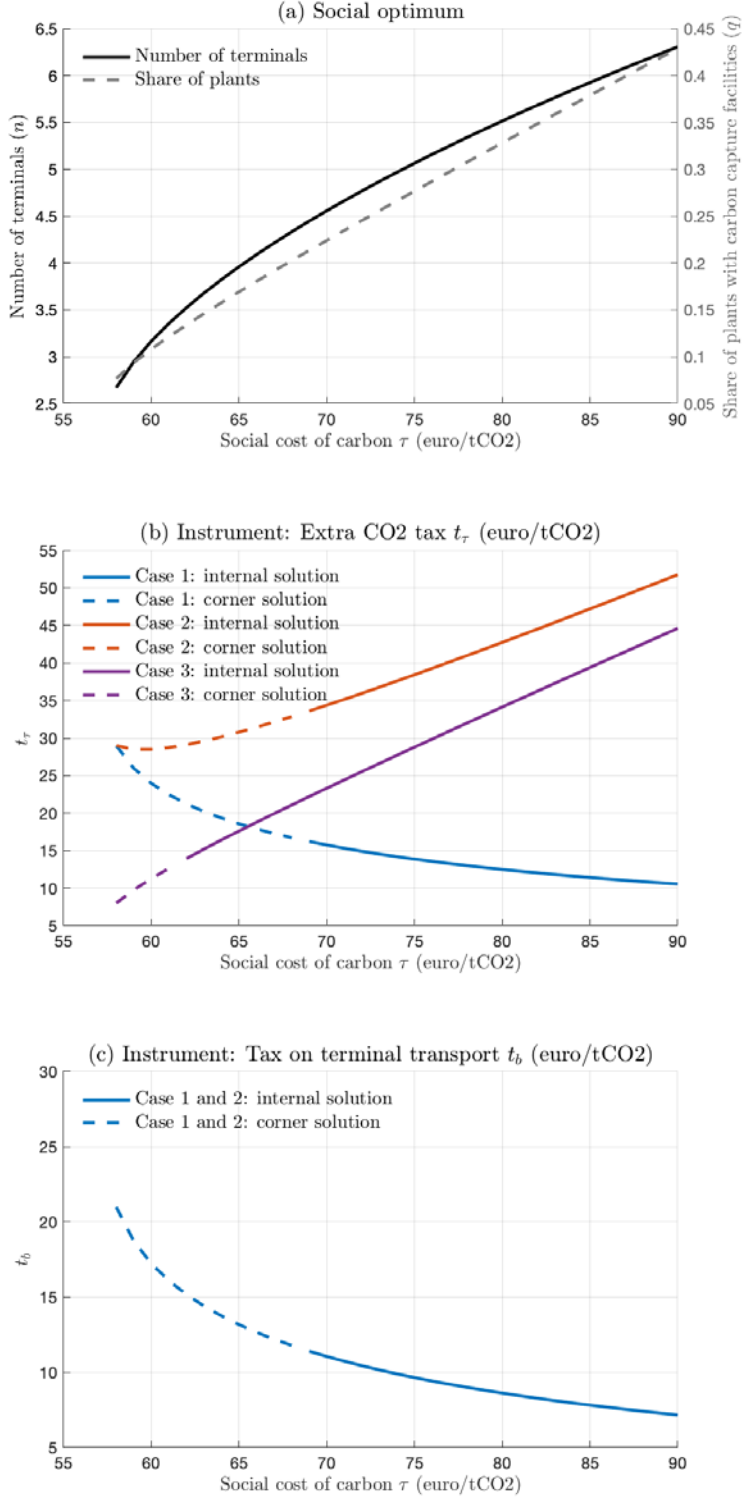 (a) Social optimum
Number of terminals
Share of plants
6.5
6
5.5
5
4.5
4
3.5
3
2.5
0.45
0.4
0.35
0.3
0.25
0.2
0.15
0.1
0.05
55 60 65 70 75 80 85 90
Number of terminals (n)
Share of plants with carbon capture facilities (q)
Social cost of carbon τ (euro/tCO2)
(b) Instrument: Extra CO2 tax t_τ (euro/tCO2)
Case 1: internal solution
Case 1: corner solution
Case 2: internal solution
Case 2: corner solution
Case 3: internal solution
Case 3: corner solution
55
50
45
40
35
30
25
20
15
10
5
t_τ
55 60 65 70 75 80 85 90
Social cost of carbon τ (euro/tCO2)
(c) Instrument: Tax on terminal transport t_b (euro/tCO2)
Case 1 and 2: internal solution
Case 1 and 2: corner solution
30
25
20
15
10
5
t_b
55 60 65 70 75 80 85 90
Social cost of carbon τ (euro/tCO2)